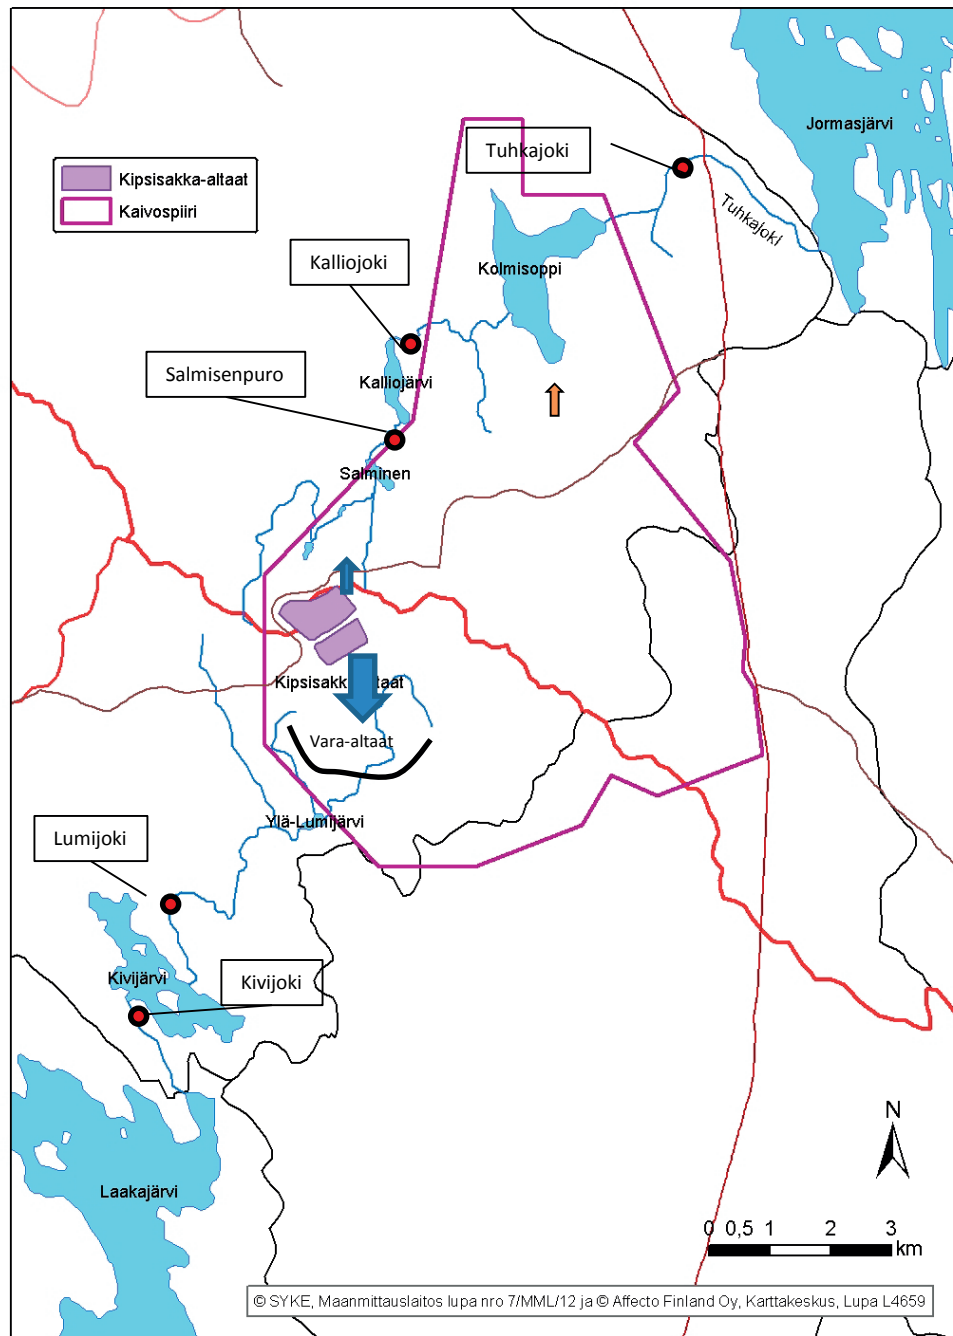 Jormasjärvi
Tuhkajoki
Kipsisakka-altaat
Kaivospiiri
Tuhkajoki
Kalliojoki
Kolmisoppi
Salmisenpuro
Kalliojärvi
Salminen
Kipsisakka-altaat
Vara-altaat
Ylä-Lumijärvi
Lumijoki
Kivijärvi
Kivijoki
N
Laakajärvi
0 0,5 1 2 3
km
© SYKE, Maanmittauslaitos lupa nro 7/MML/12 ja © Affecto Finland Oy, Karttakeskus, Lupa L4659